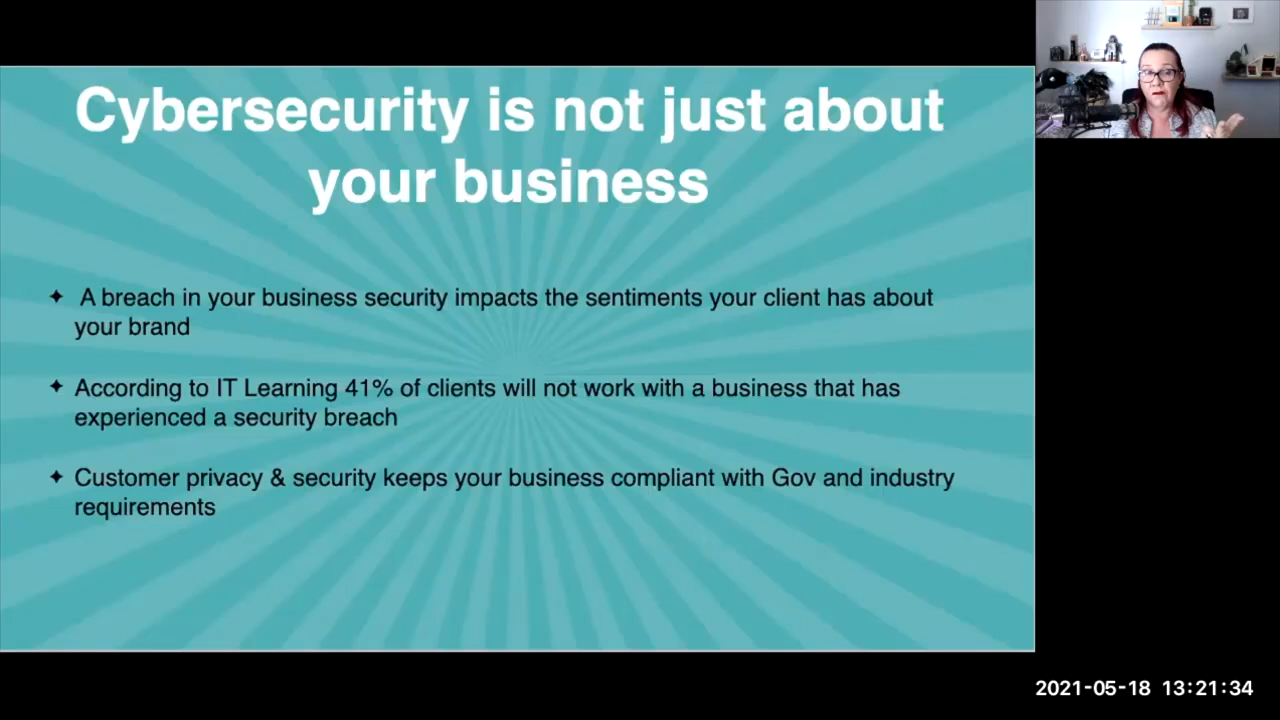 Cybersecurity is not just about
your business
✦ A breach in your business security impacts the sentiments your client has about
your brand
✦ According to IT Learning 41% of clients will not work with a business that has
experienced a security breach
✦ Customer privacy & security keeps your business compliant with Gov and industry
requirements
2021-05-18 13:21:34